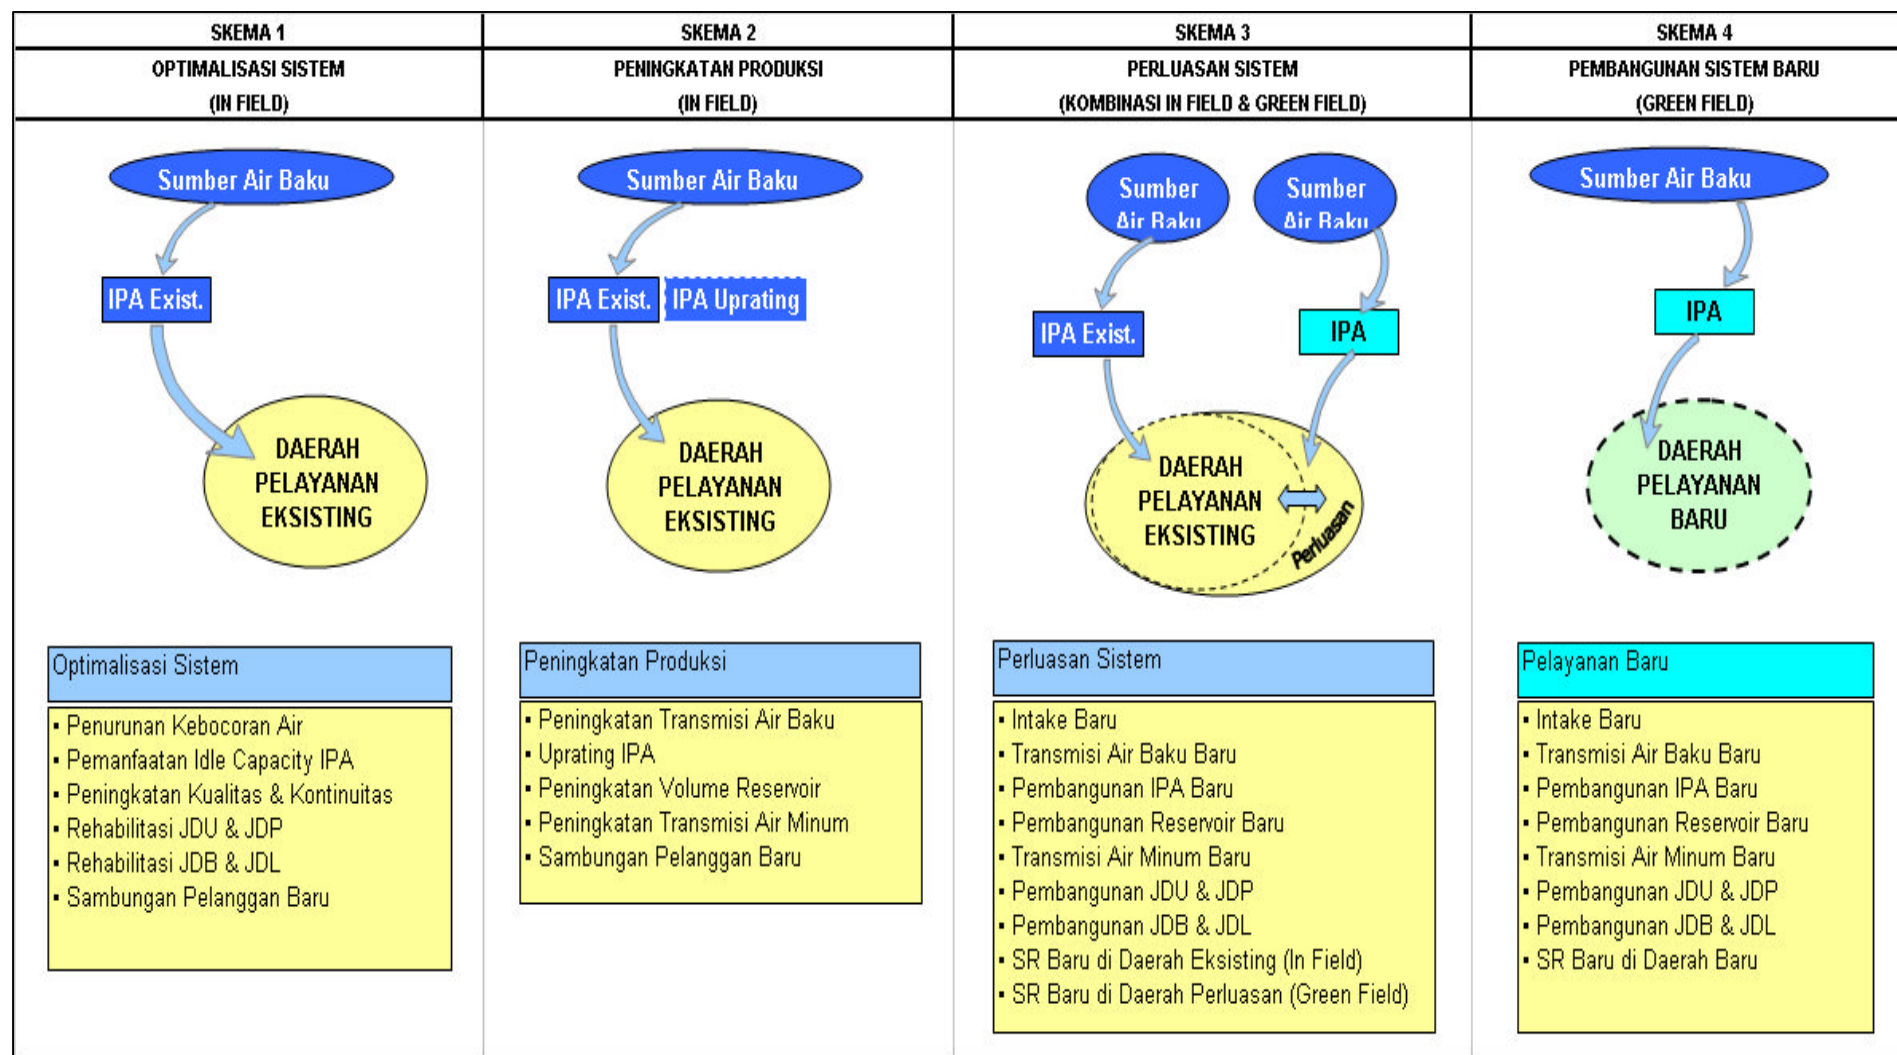 SKEMA 1
OPTIMALISASI SISTEM
(IN FIELD)
Sumber Air Baku
IPA Exist.
DAERAH
PELAYANAN
EKSISTING
Optimalisasi Sistem
▪ Penurunan Kebocoran Air
▪ Pemanfaatan Idle Capacity IPA
▪ Peningkatan Kualitas & Kontinuitas
▪ Rehabilitasi JDU & JDP
▪ Rehabilitasi JDB & JDL
▪ Sambungan Pelanggan Baru
SKEMA 2
PENINGKATAN PRODUKSI
(IN FIELD)
Sumber Air Baku
IPA Exist.
IPA Uprating
DAERAH
PELAYANAN
EKSISTING
Peningkatan Produksi
▪ Peningkatan Transmisi Air Baku
▪ Uprating IPA
▪ Peningkatan Volume Reservoir
▪ Peningkatan Transmisi Air Minum
▪ Sambungan Pelanggan Baru
SKEMA 3
PERLUASAN SISTEM
(KOMBINASI IN FIELD & GREEN FIELD)
Sumber
Air Baku
Sumber
Air Baku
IPA Exist.
IPA
DAERAH
PELAYANAN
EKSISTING
Perluasan
Perluasan Sistem
▪ Intake Baru
▪ Transmisi Air Baku Baru
▪ Pembangunan IPA Baru
▪ Pembangunan Reservoir Baru
▪ Transmisi Air Minum Baru
▪ Pembangunan JDU & JDP
▪ Pembangunan JDB & JDL
▪ SR Baru di Daerah Eksisting (In Field)
▪ SR Baru di Daerah Perluasan (Green Field)
SKEMA 4
PEMBANGUNAN SISTEM BARU
(GREEN FIELD)
Sumber Air Baku
IPA
DAERAH
PELAYANAN
BARU
Pelayanan Baru
▪ Intake Baru
▪ Transmisi Air Baku Baru
▪ Pembangunan IPA Baru
▪ Pembangunan Reservoir Baru
▪ Transmisi Air Minum Baru
▪ Pembangunan JDU & JDP
▪ Pembangunan JDB & JDL
▪ SR Baru di Daerah Baru